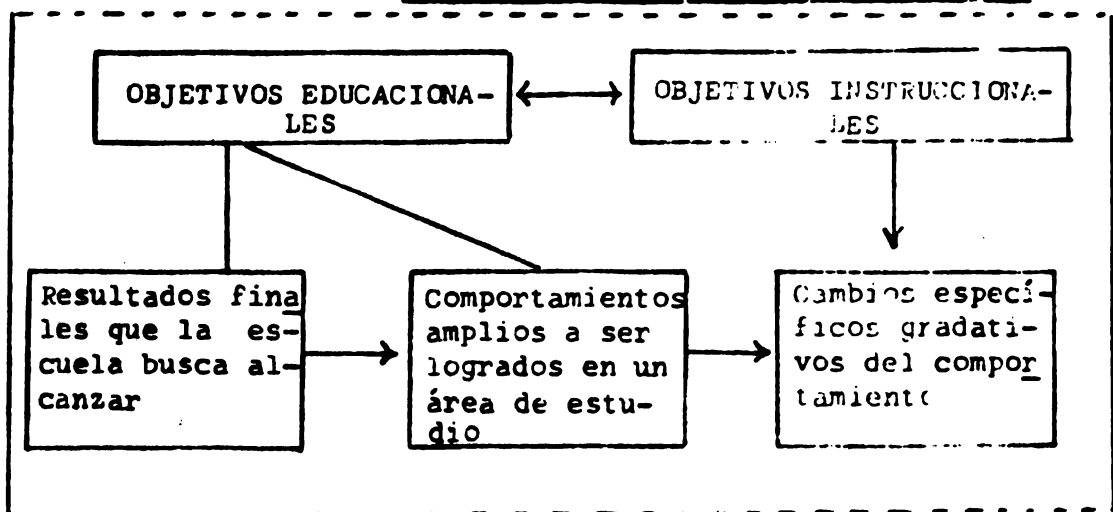 OBJETIVOS EDUCACIONA-
LES
OBJETIVOS INSTRUCCIONA-
LES
Resultados fina
les que la es-
cuela busca al-
canzar
Comportamientos
amplios a ser
logrados en un
área de estu-
dio
Cambios especí-
ficos gradati-
vos del compor
tamiento